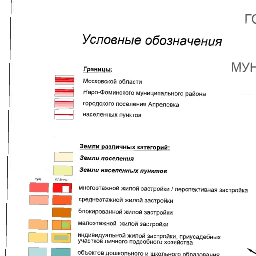 ГО
Условные обозначения
МУН
Границы:
Московской области
Наро-Фоминского муниципального района
городского поселения Апрелевка
населенных пунктов
Земли различных категорий:
Земли поселения
Земли населенных пунктов
многоэтажной жилой застройки / перспективная застройка
среднеэтажной жилой застройки
блокированной жилой застройки
малоэтажной жилой застройки
индивидуальной жилой застройки, приусадебных
участков личного подсобного хозяйства
объектов дошкольного и школьного образования